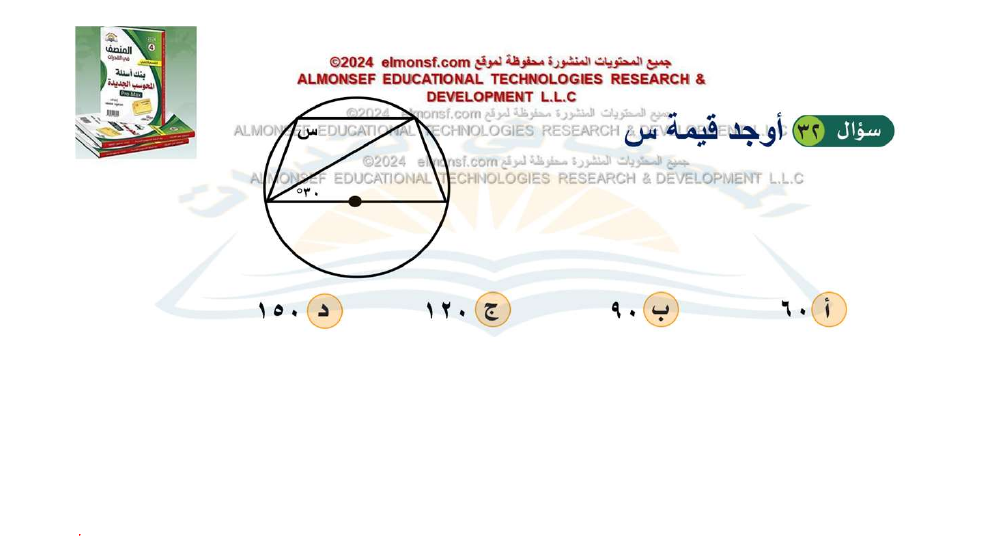 المنصف
في القدرات
بنك أسئلة
المحوسب الجديدة
جميع المحتويات المنشورة محفوظة لموقع elmonsf.com ©2024
ALMONSEF EDUCATIONAL TECHNOLOGIES RESEARCH &
DEVELOPMENT L.L.C
جميع المحتويات المنشورة محفوظة لموقع elmonsf.com ©2024
ALMONSEF EDUCATIONAL TECHNOLOGIES RESEARCH & DEVELOPMENT L.L.C
سؤال ٣٢ أوجد قيمة س
جميع المحتويات المنشورة محفوظة لموقع elmonsf.com ©2024
ALMONSEF EDUCATIONAL TECHNOLOGIES RESEARCH & DEVELOPMENT L.L.C
س
٣٠°
أ ٦٠ ب ٩٠ ج ١٢٠ د ١٥٠